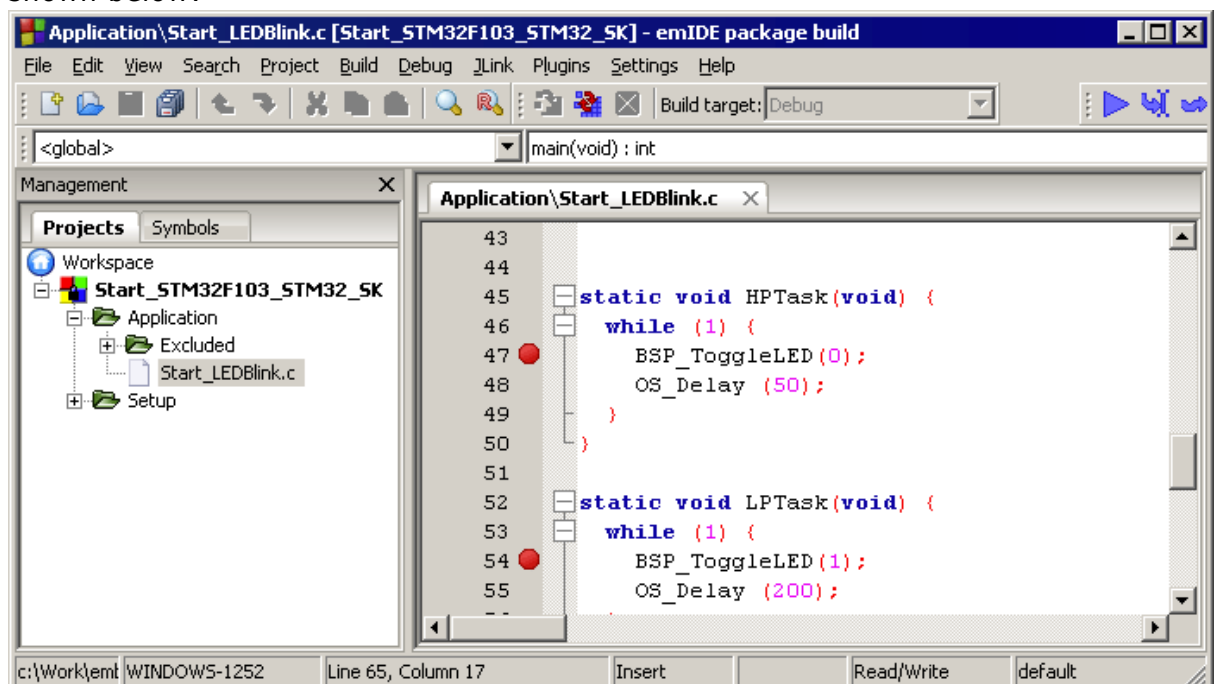 Application\Start_LEDBlink.c [Start_STM32F103_STM32_SK] - emIDE package build
File Edit View Search Project Build Debug JLink Plugins Settings Help
Build target: Debug
<global> main(void) : int
Management
Projects Symbols
Workspace
Start_STM32F103_STM32_SK
Application
Excluded
Start_LEDBlink.c
Setup
Application\Start_LEDBlink.c
43
44
45 static void HPTask(void) {
46 while (1) {
47 BSP_ToggleLED(0);
48 OS_Delay (50);
49 }
50 }
51
52 static void LPTask(void) {
53 while (1) {
54 BSP_ToggleLED(1);
55 OS_Delay (200);
c:\Work\emb WINDOWS-1252 Line 65, Column 17 Insert Read/Write default